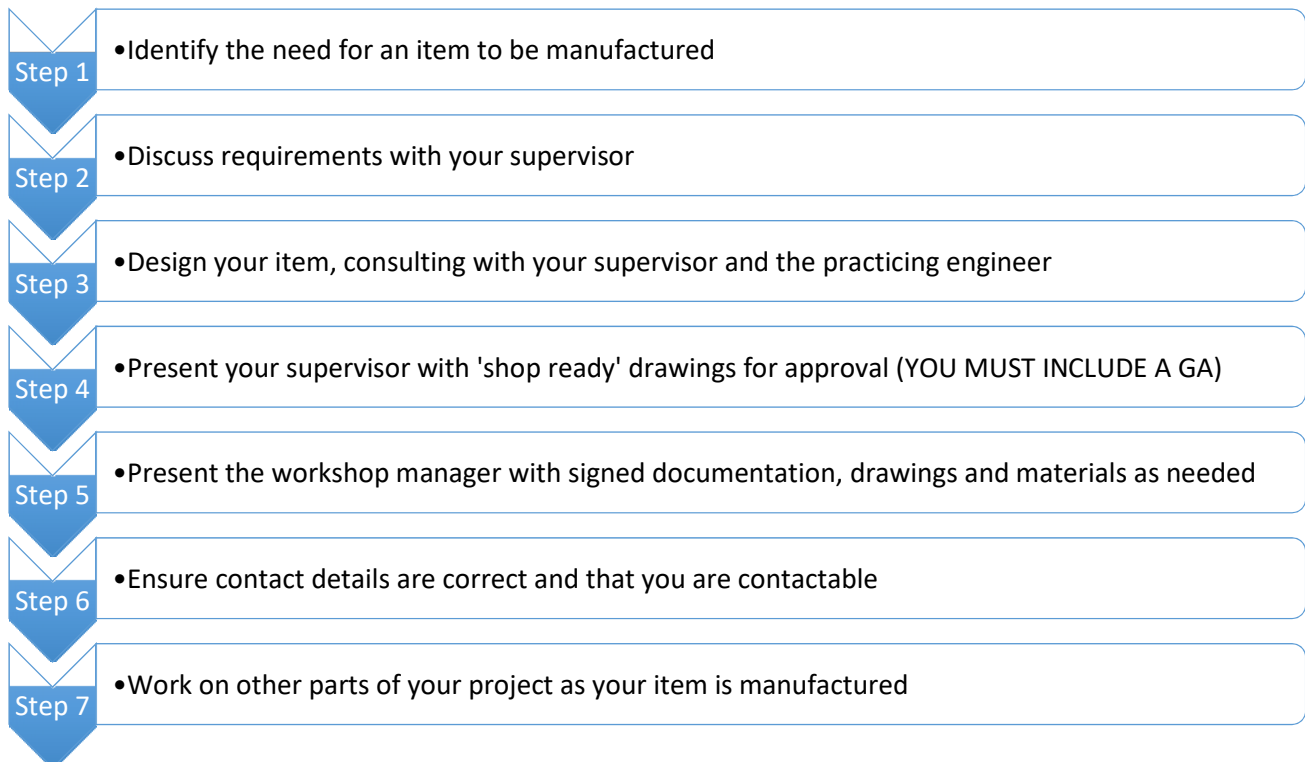 Step 1
•Identify the need for an item to be manufactured
Step 2
•Discuss requirements with your supervisor
Step 3
•Design your item, consulting with your supervisor and the practicing engineer
Step 4
•Present your supervisor with 'shop ready' drawings for approval (YOU MUST INCLUDE A GA)
Step 5
•Present the workshop manager with signed documentation, drawings and materials as needed
Step 6
•Ensure contact details are correct and that you are contactable
Step 7
•Work on other parts of your project as your item is manufactured